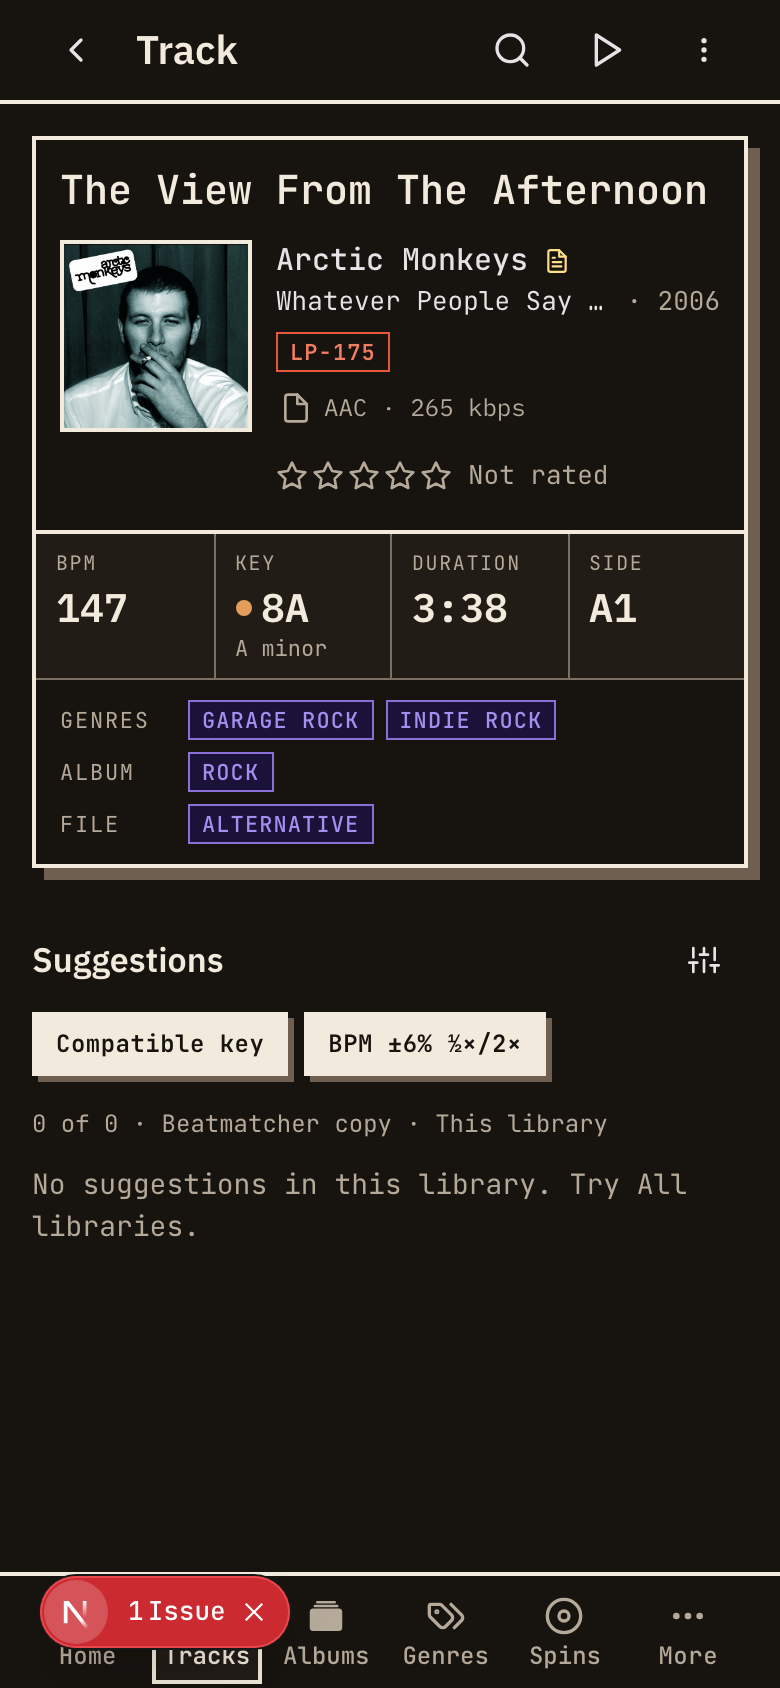 Track
The View From The Afternoon
arctic
monkeys
Arctic Monkeys
Whatever People Say … · 2006
LP-175
AAC · 265 kbps
Not rated
BPM KEY DURATION SIDE
147 8A 3:38 A1
A minor
GENRES GARAGE ROCK INDIE ROCK
ALBUM ROCK
FILE ALTERNATIVE
Suggestions
Compatible key BPM ±6% ½×/2×
0 of 0 · Beatmatcher copy · This library
No suggestions in this library. Try All
libraries.
N 1 Issue
Home Tracks Albums Genres Spins More